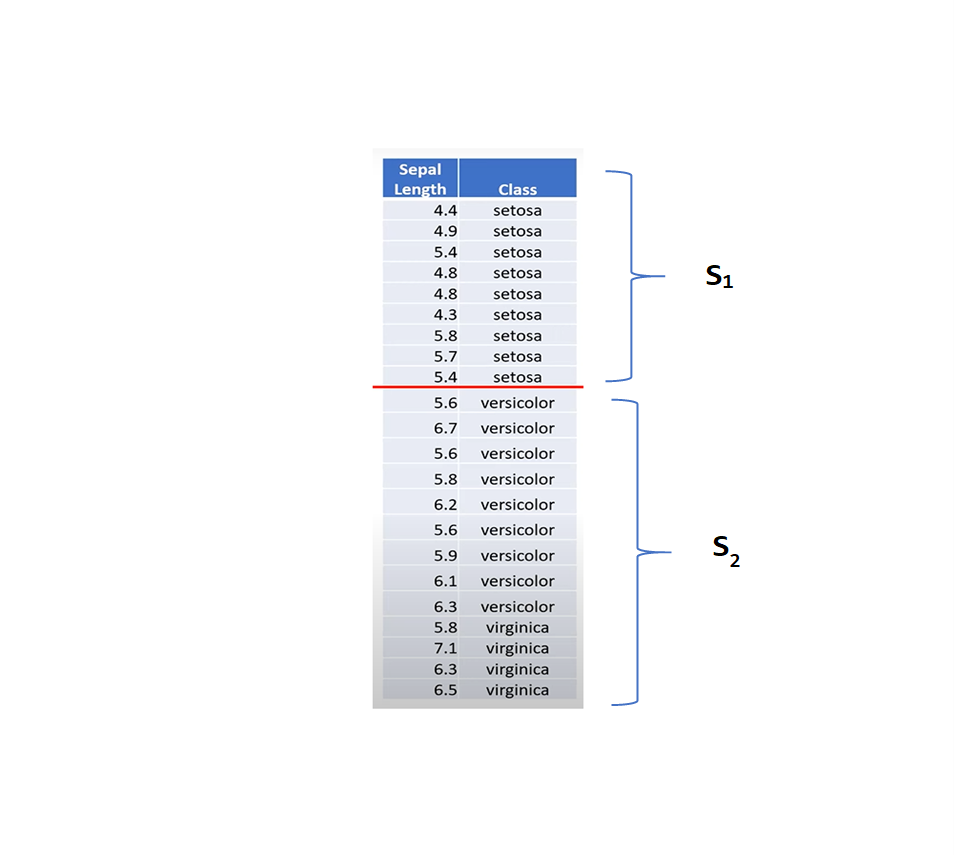 Sepal
Length Class
4.4 setosa
4.9 setosa
5.4 setosa
4.8 setosa
4.8 setosa
4.3 setosa
5.8 setosa
5.7 setosa
5.4 setosa
S1
5.6 versicolor
6.7 versicolor
5.6 versicolor
5.8 versicolor
6.2 versicolor
5.6 versicolor
5.9 versicolor
6.1 versicolor
6.3 versicolor
5.8 virginica
7.1 virginica
6.3 virginica
6.5 virginica
S2